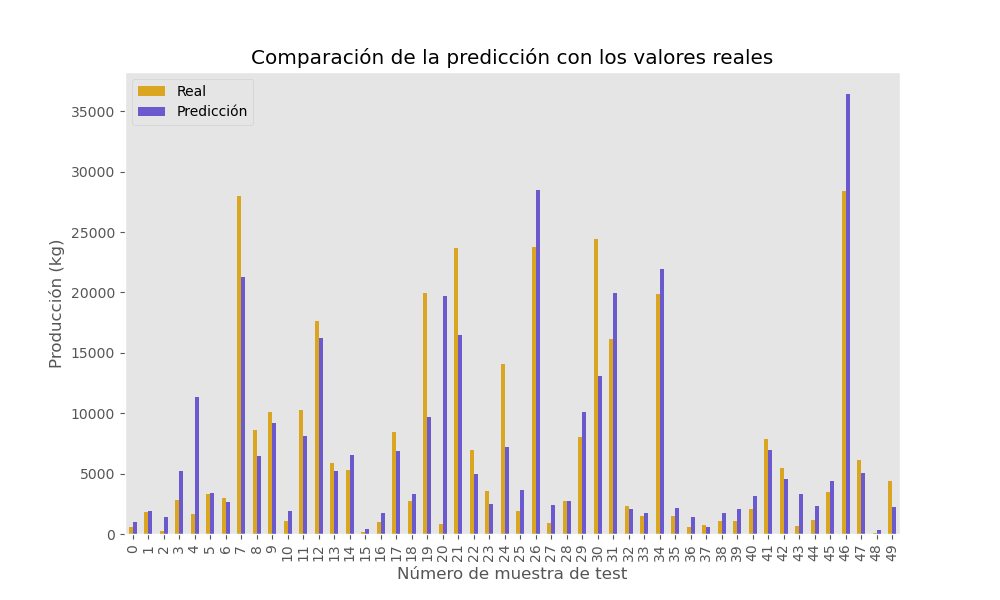 Comparación de la predicción con los valores reales
Real
Predicción
35000
30000
25000
20000
15000
10000
5000
0
Producción (kg)
0 1 2 3 4 5 6 7 8 9 10 11 12 13 14 15 16 17 18 19 20 21 22 23 24 25 26 27 28 29 30 31 32 33 34 35 36 37 38 39 40 41 42 43 44 45 46 47 48 49
Número de muestra de test